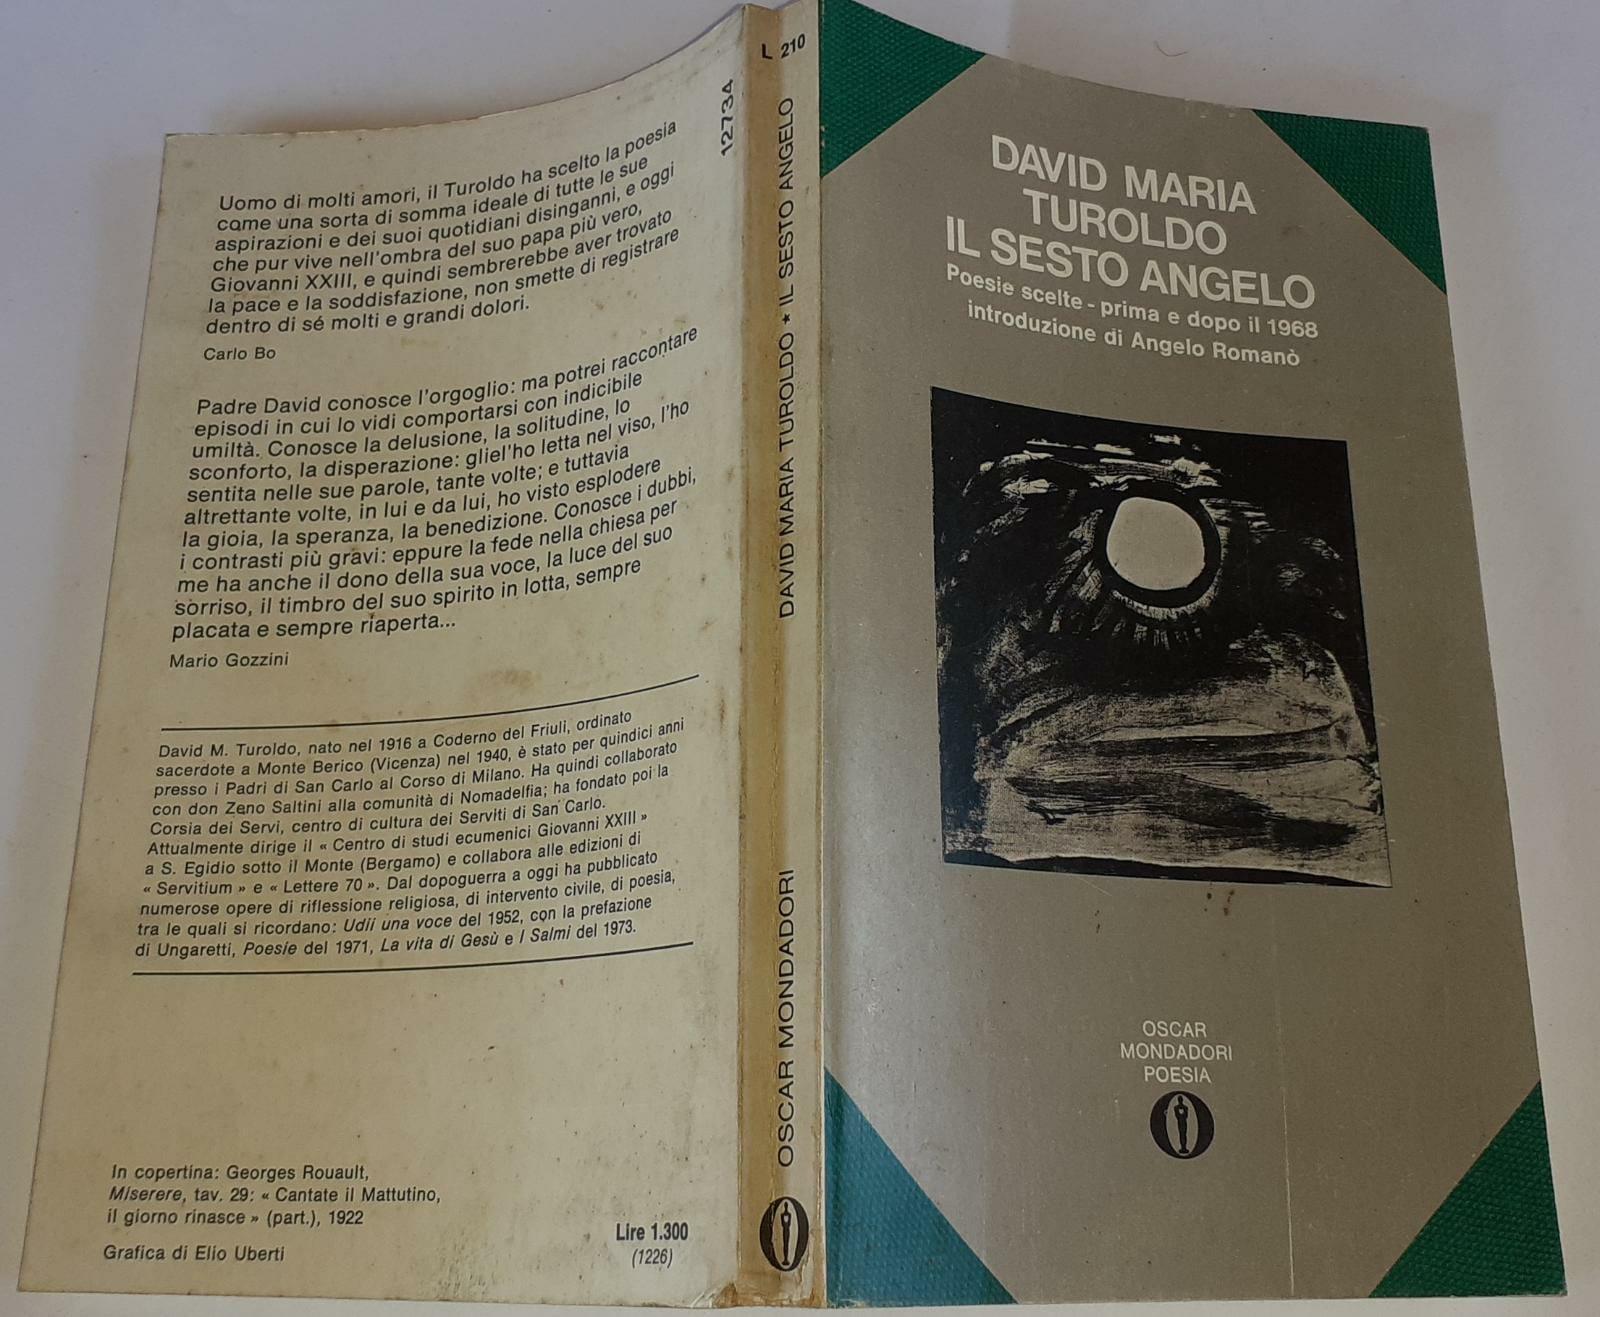 Uomo di molti amori, il Turoldo ha scelto la poesia
come una sorta di somma ideale di tutte le sue
aspirazioni e dei suoi quotidiani disinganni, e oggi
che pur vive nell'ombra del suo papa più vero,
Giovanni XXIII, e quindi sembrerebbe aver trovato
la pace e la soddisfazione, non smette di registrare
dentro di sé molti e grandi dolori.
Carlo Bo
Padre David conosce l'orgoglio: ma potrei raccontare
episodi in cui lo vidi comportarsi con indicibile
umiltà. Conosce la delusione, la solitudine, lo
sconforto, la disperazione: gliel'ho letta nel viso, l'ho
sentita nelle sue parole, tante volte; e tuttavia
altrettante volte, in lui e da lui, ho visto esplodere
la gioia, la speranza, la benedizione. Conosce i dubbi,
i contrasti più gravi: eppure la fede nella chiesa per
me ha anche il dono della sua voce, la luce del suo
sorriso, il timbro del suo spirito in lotta, sempre
placata e sempre riaperta...
Mario Gozzini
David M. Turoldo, nato nel 1916 a Coderno del Friuli, ordinato
sacerdote a Monte Berico (Vicenza) nel 1940, è stato per quindici anni
presso i Padri di San Carlo al Corso di Milano. Ha quindi collaborato
con don Zeno Saltini alla comunità di Nomadelfia; ha fondato poi la
Corsia dei Servi, centro di cultura dei Serviti di San Carlo.
Attualmente dirige il « Centro di studi ecumenici Giovanni XXIII »
a S. Egidio sotto il Monte (Bergamo) e collabora alle edizioni di
« Servitium » e « Lettere 70 ». Dal dopoguerra a oggi ha pubblicato
numerose opere di riflessione religiosa, di intervento civile, di poesia,
tra le quali si ricordano: Udii una voce del 1952, con la prefazione
di Ungaretti, Poesie del 1971, La vita di Gesù e I Salmi del 1973.
In copertina: Georges Rouault,
Miserere, tav. 29: « Cantate il Mattutino,
il giorno rinasce » (part.), 1922
Grafica di Elio Uberti
Lire 1.300
(1226)
12734
L 210
DAVID MARIA TUROLDO ★ IL SESTO ANGELO
OSCAR MONDADORI
DAVID MARIA
TUROLDO
IL SESTO ANGELO
Poesie scelte - prima e dopo il 1968
introduzione di Angelo Romanò
OSCAR
MONDADORI
POESIA